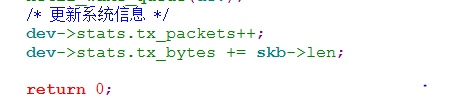 /* 更新系统信息 */
dev->stats.tx_packets++;
dev->stats.tx_bytes += skb->len;
return 0;